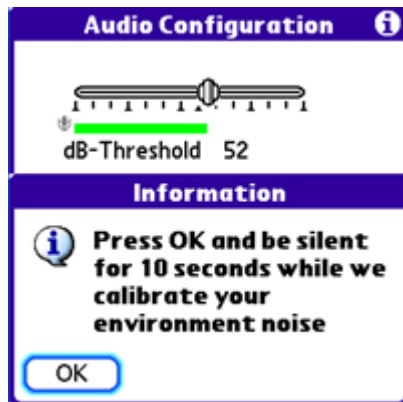 Audio Configuration
dB-Threshold 52
Information
Press OK and be silent
for 10 seconds while we
calibrate your
environment noise
OK